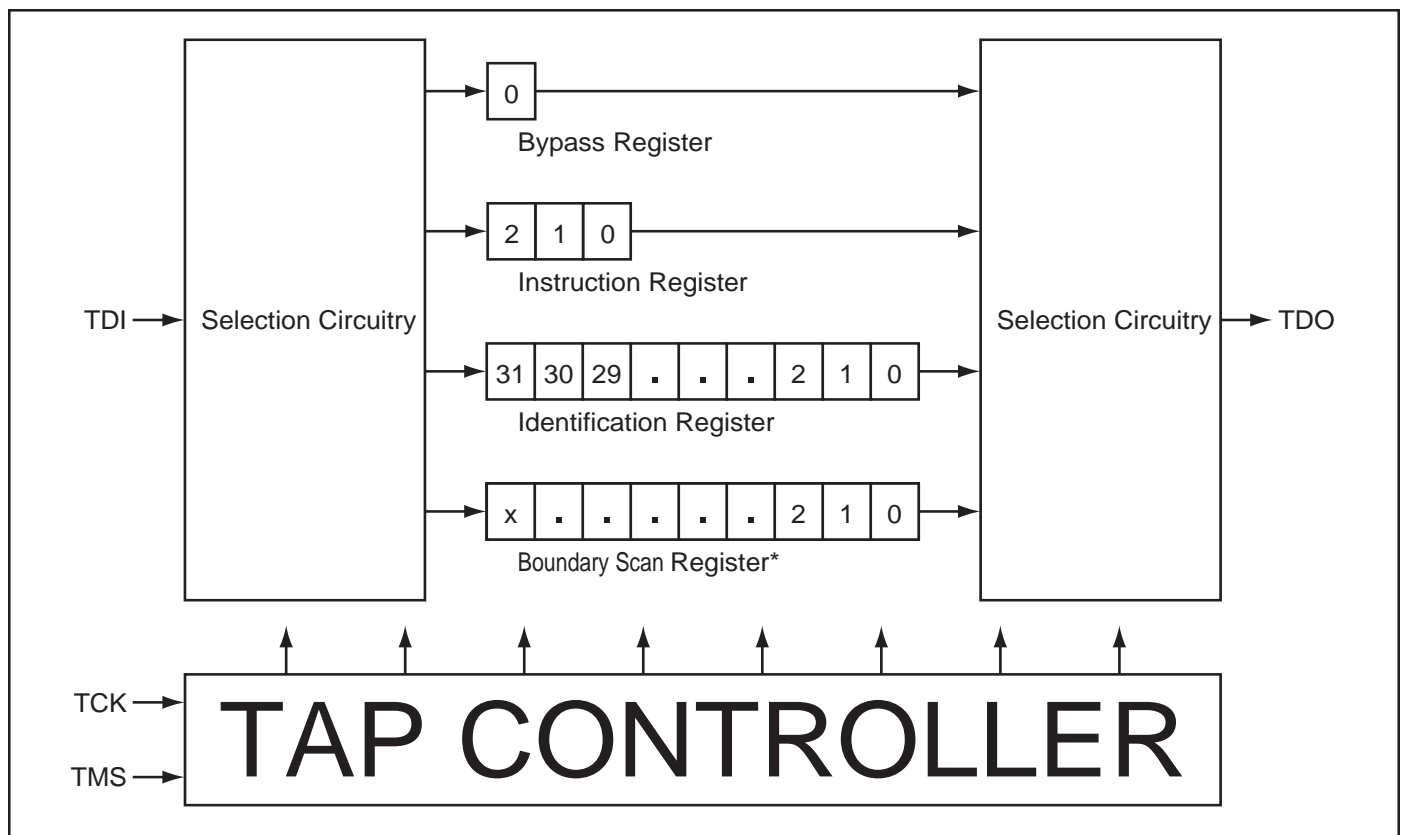 0
Bypass Register
2 1 0
Instruction Register
TDI
Selection Circuitry
Selection Circuitry
TDO
31 30 29 . . . 2 1 0
Identification Register
x . . . . . 2 1 0
Boundary Scan Register*
TCK
TMS
TAP CONTROLLER